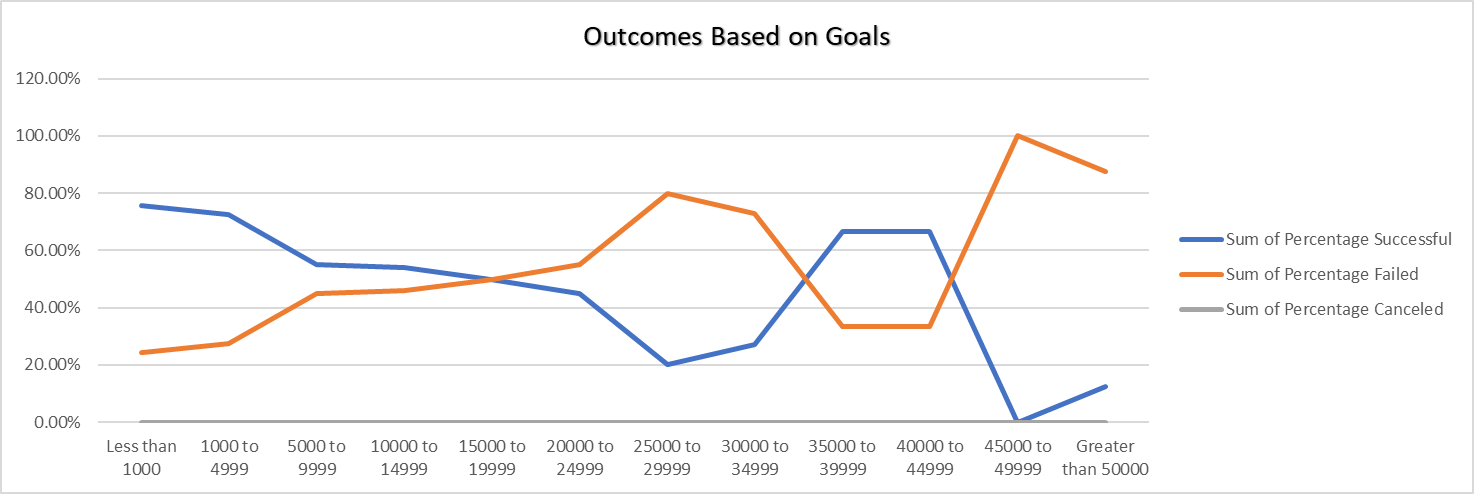 Outcomes Based on Goals
120.00%
100.00%
80.00%
60.00%
40.00%
20.00%
0.00%
Less than
1000
1000 to
4999
5000 to
9999
10000 to
14999
15000 to
19999
20000 to
24999
25000 to
29999
30000 to
34999
35000 to
39999
40000 to
44999
45000 to
49999
Greater
than 50000
Sum of Percentage Successful
Sum of Percentage Failed
Sum of Percentage Canceled